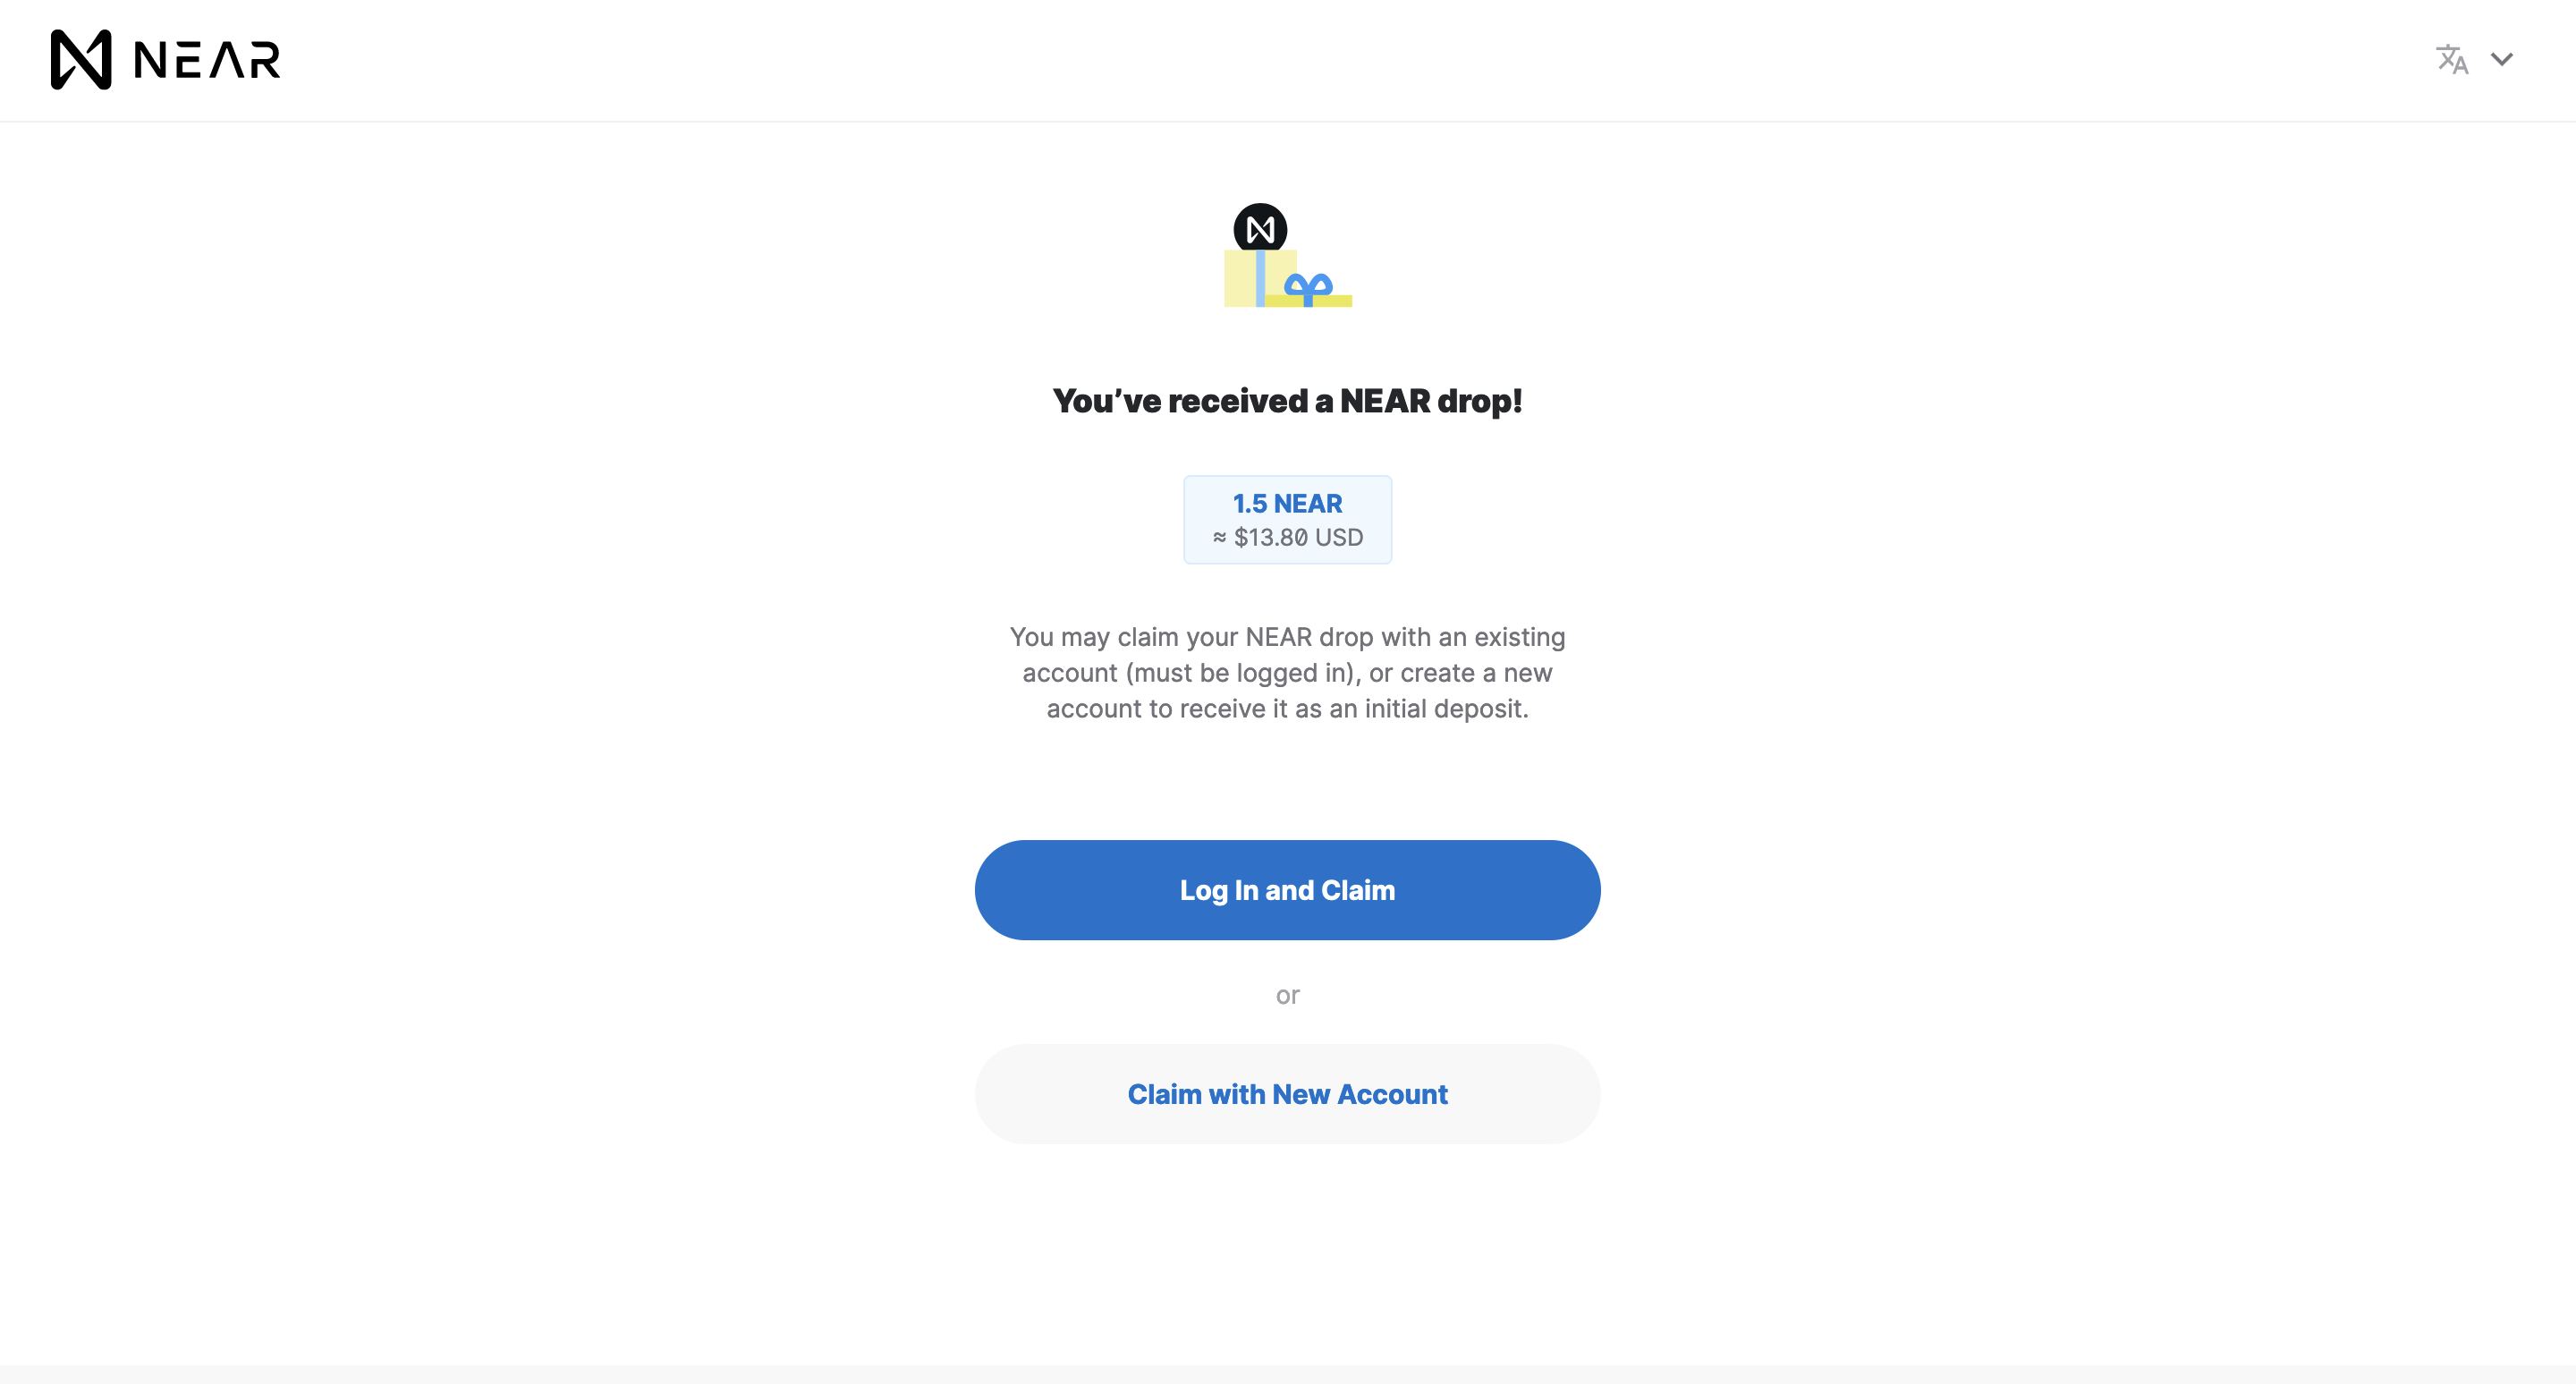 NEAR
You’ve received a NEAR drop!
1.5 NEAR
≈ $13.80 USD
You may claim your NEAR drop with an existing
account (must be logged in), or create a new
account to receive it as an initial deposit.
Log In and Claim
or
Claim with New Account